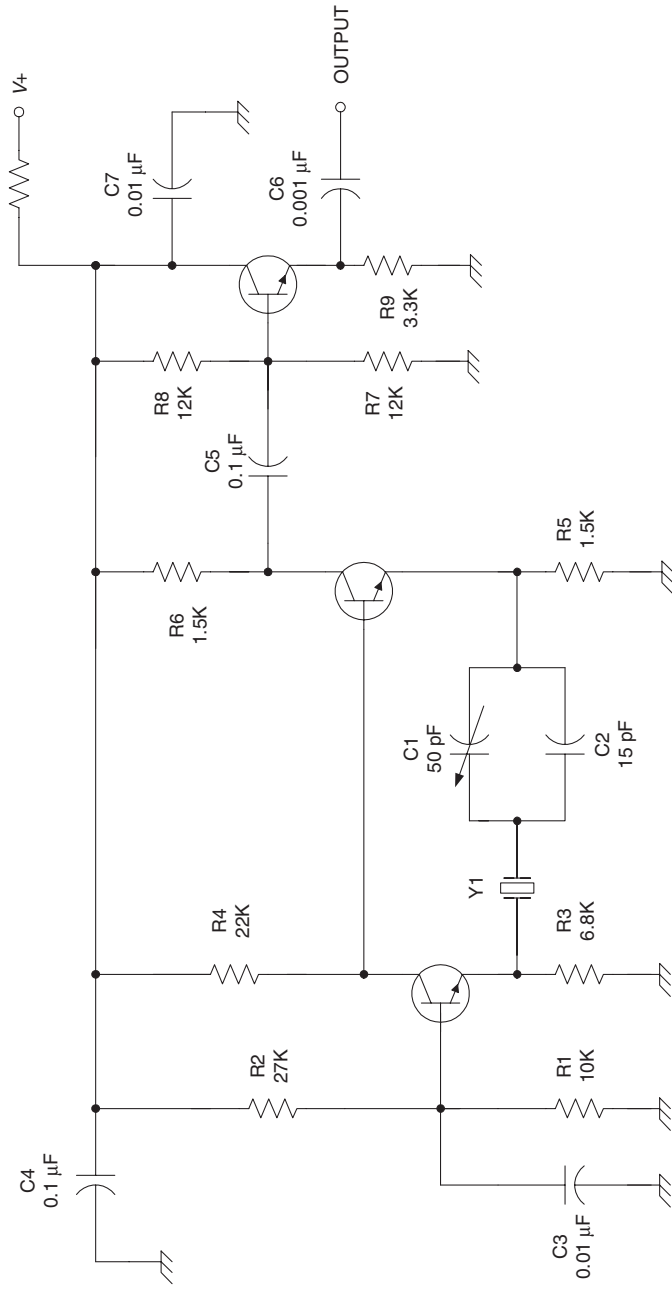 C4
0.1 µF
R2
27K
R4
22K
R6
1.5K
R8
12K
C7
0.01 µF
V+
C5
0.1 µF
C6
0.001 µF
OUTPUT
C3
0.01 µF
R1
10K
R3
6.8K
Y1
C1
50 pF
C2
15 pF
R5
1.5K
R7
12K
R9
3.3K